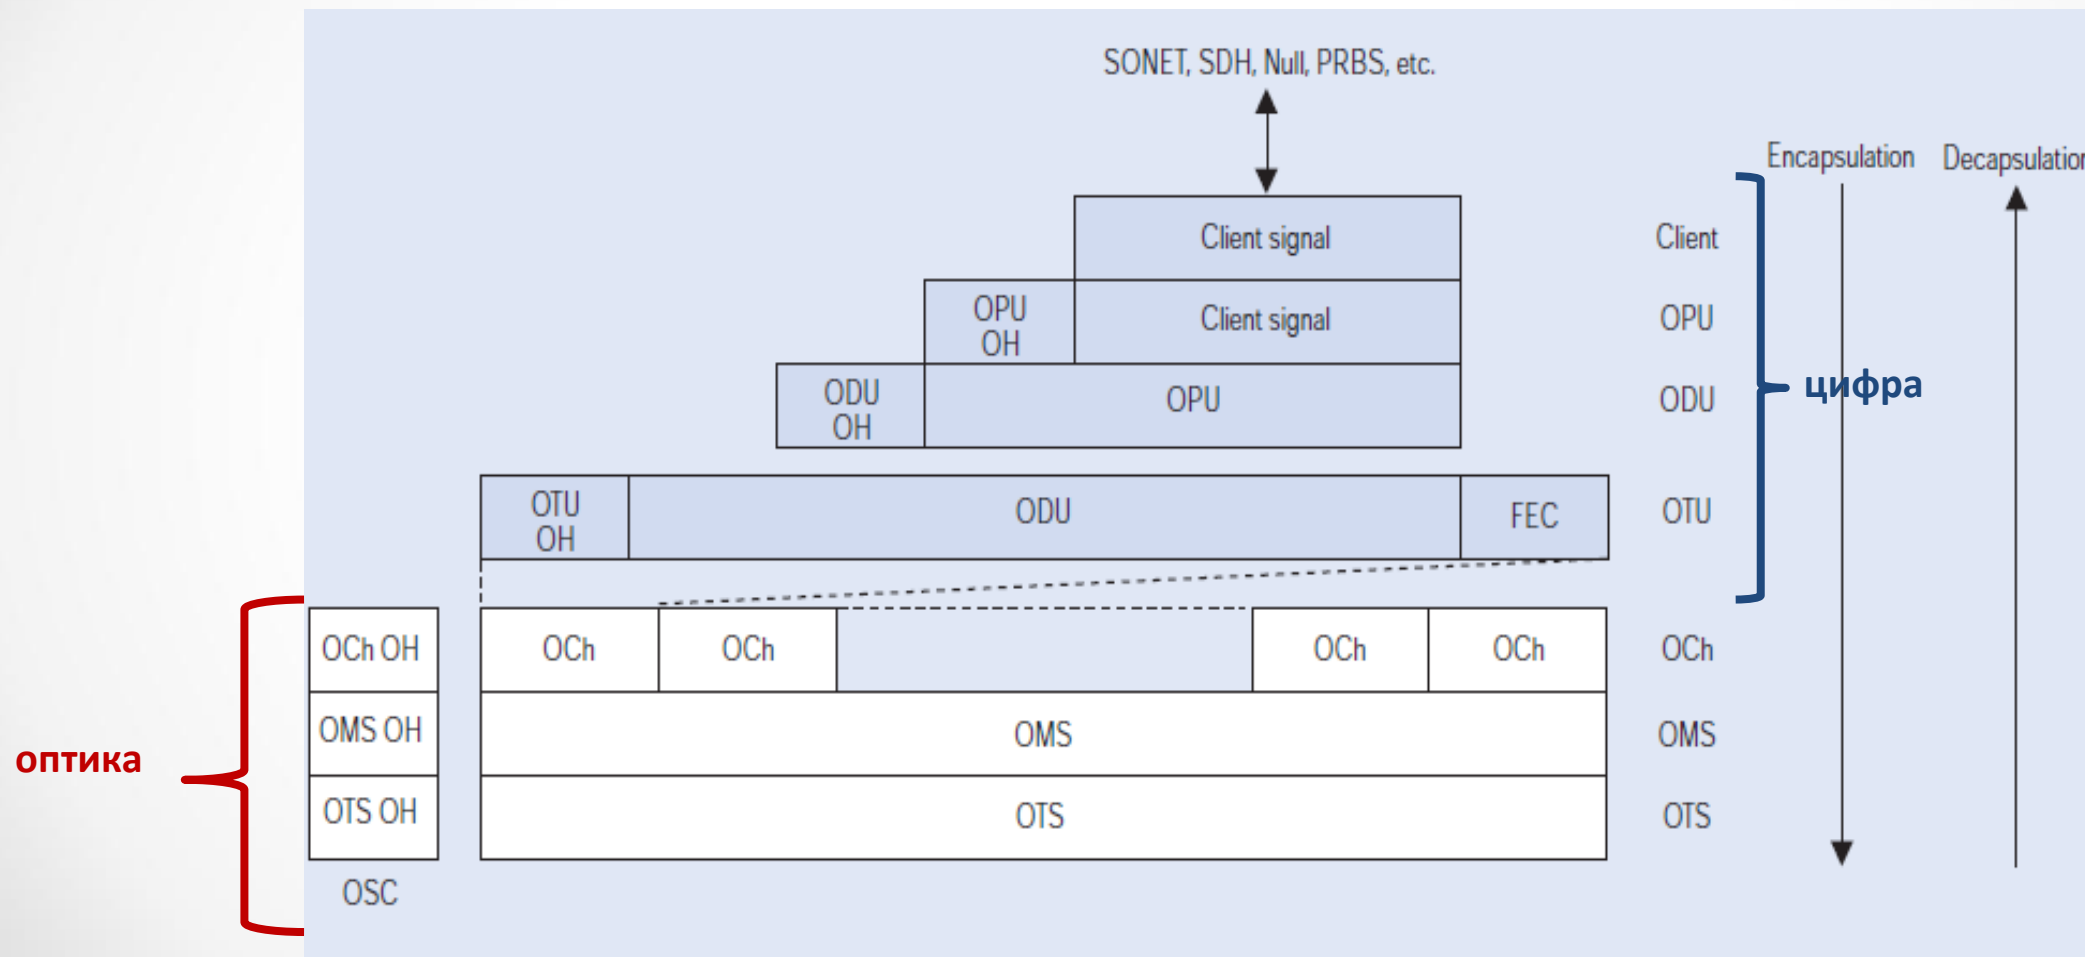 SONET, SDH, Null, PRBS, etc.
Encapsulation Decapsulation
Client signal Client
OPU
OH
Client signal OPU
ODU
OH
OPU ODU
цифра
OTU
OH
ODU FEC OTU
OCh OH OCh OCh OCh OCh OCh
OMS OH OMS OMS
оптика
OTS OH OTS OTS
OSC